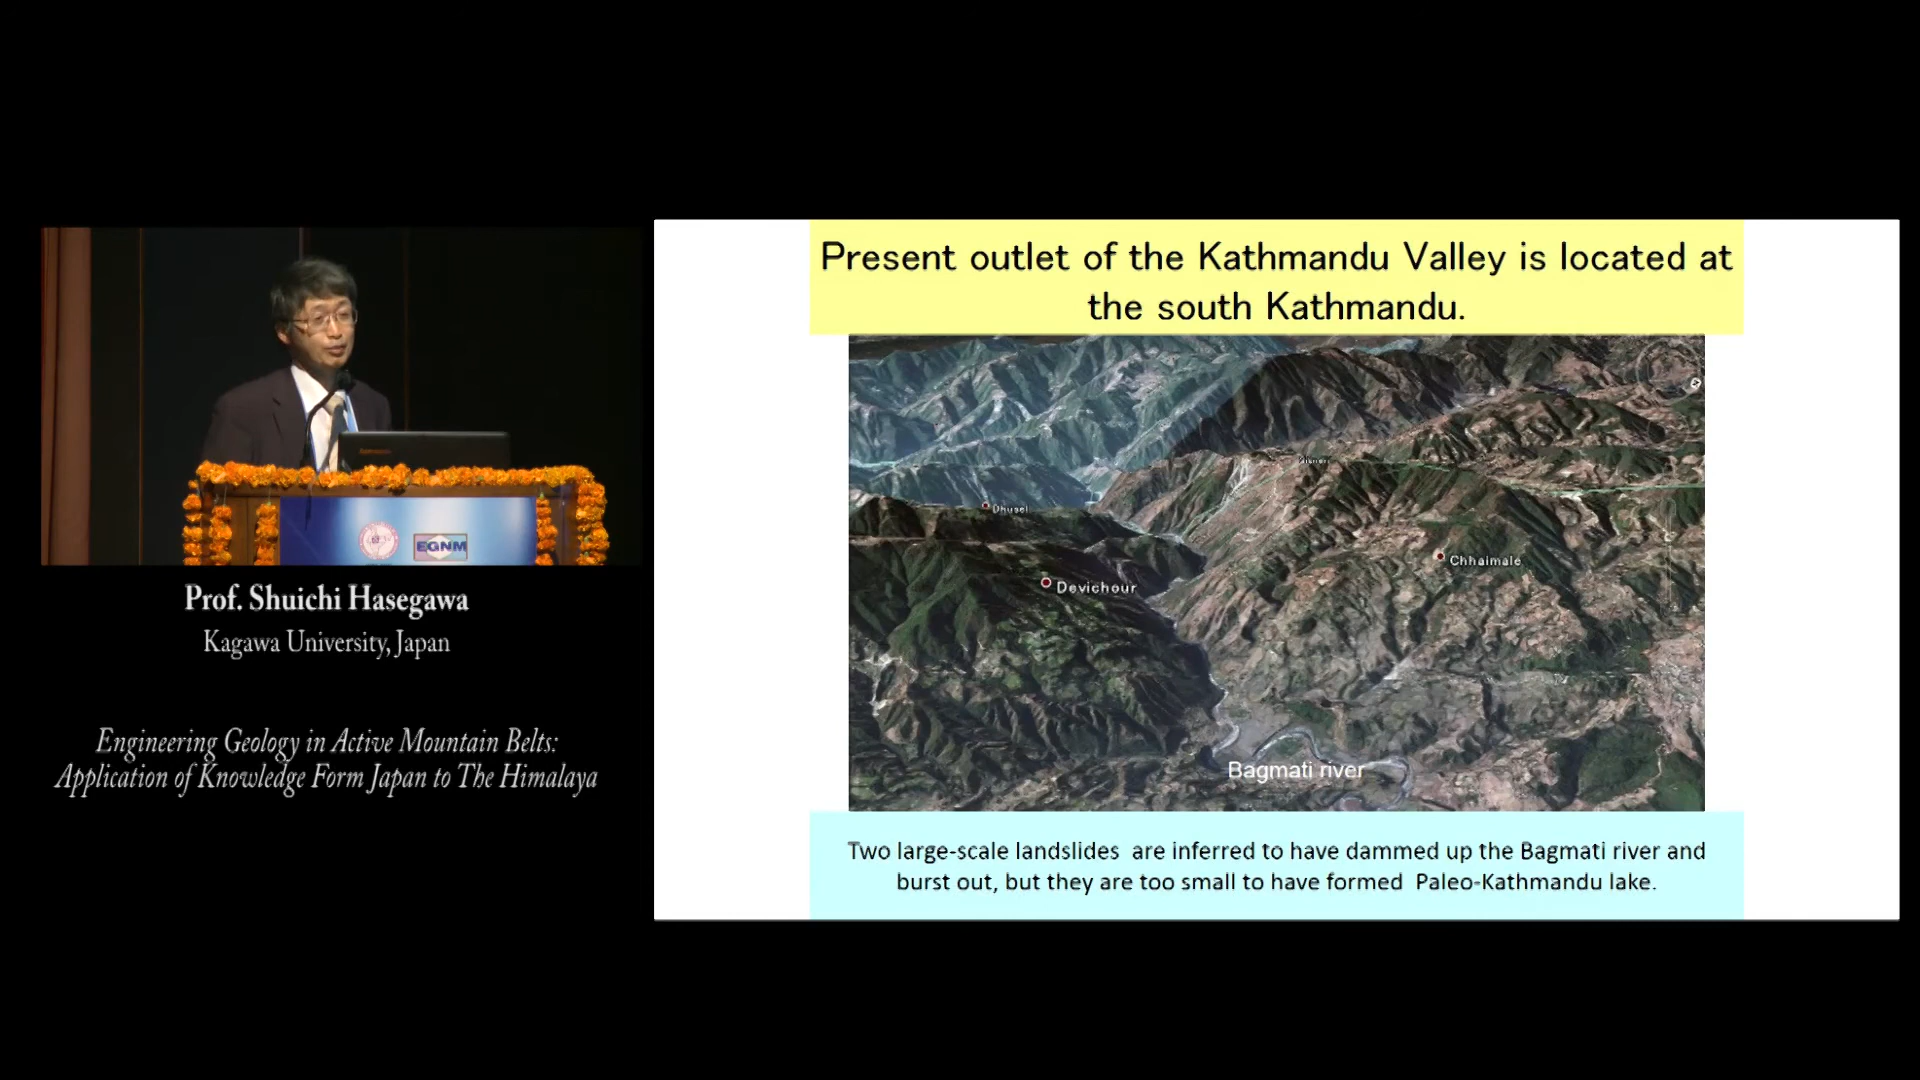 Present outlet of the Kathmandu Valley is located at
the south Kathmandu.
Dhusel
Chhaimale
Devichour
Bagmati river
Two large-scale landslides are inferred to have dammed up the Bagmati river and
burst out, but they are too small to have formed Paleo-Kathmandu lake.
EGNM
Prof. Shuichi Hasegawa
Kagawa University, Japan
Engineering Geology in Active Mountain Belts:
Application of Knowledge Form Japan to The Himalaya